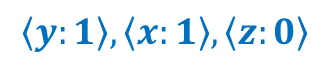 ⟨y: 1⟩, ⟨x: 1⟩, ⟨z: 0⟩